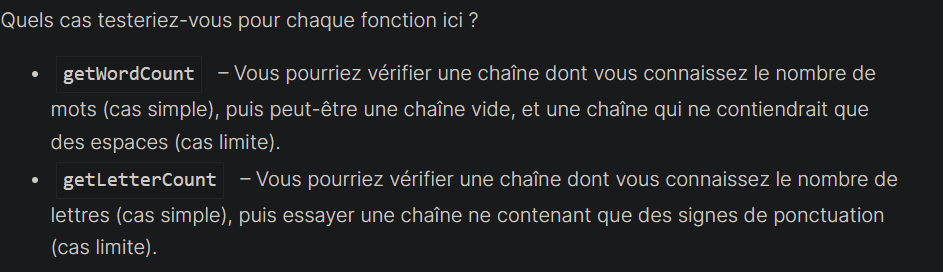 Quels cas testeriez-vous pour chaque fonction ici ?
• getWordCount – Vous pourriez vérifier une chaîne dont vous connaissez le nombre de
mots (cas simple), puis peut-être une chaîne vide, et une chaîne qui ne contiendrait que
des espaces (cas limite).
• getLetterCount – Vous pourriez vérifier une chaîne dont vous connaissez le nombre de
lettres (cas simple), puis essayer une chaîne ne contenant que des signes de ponctuation
(cas limite).